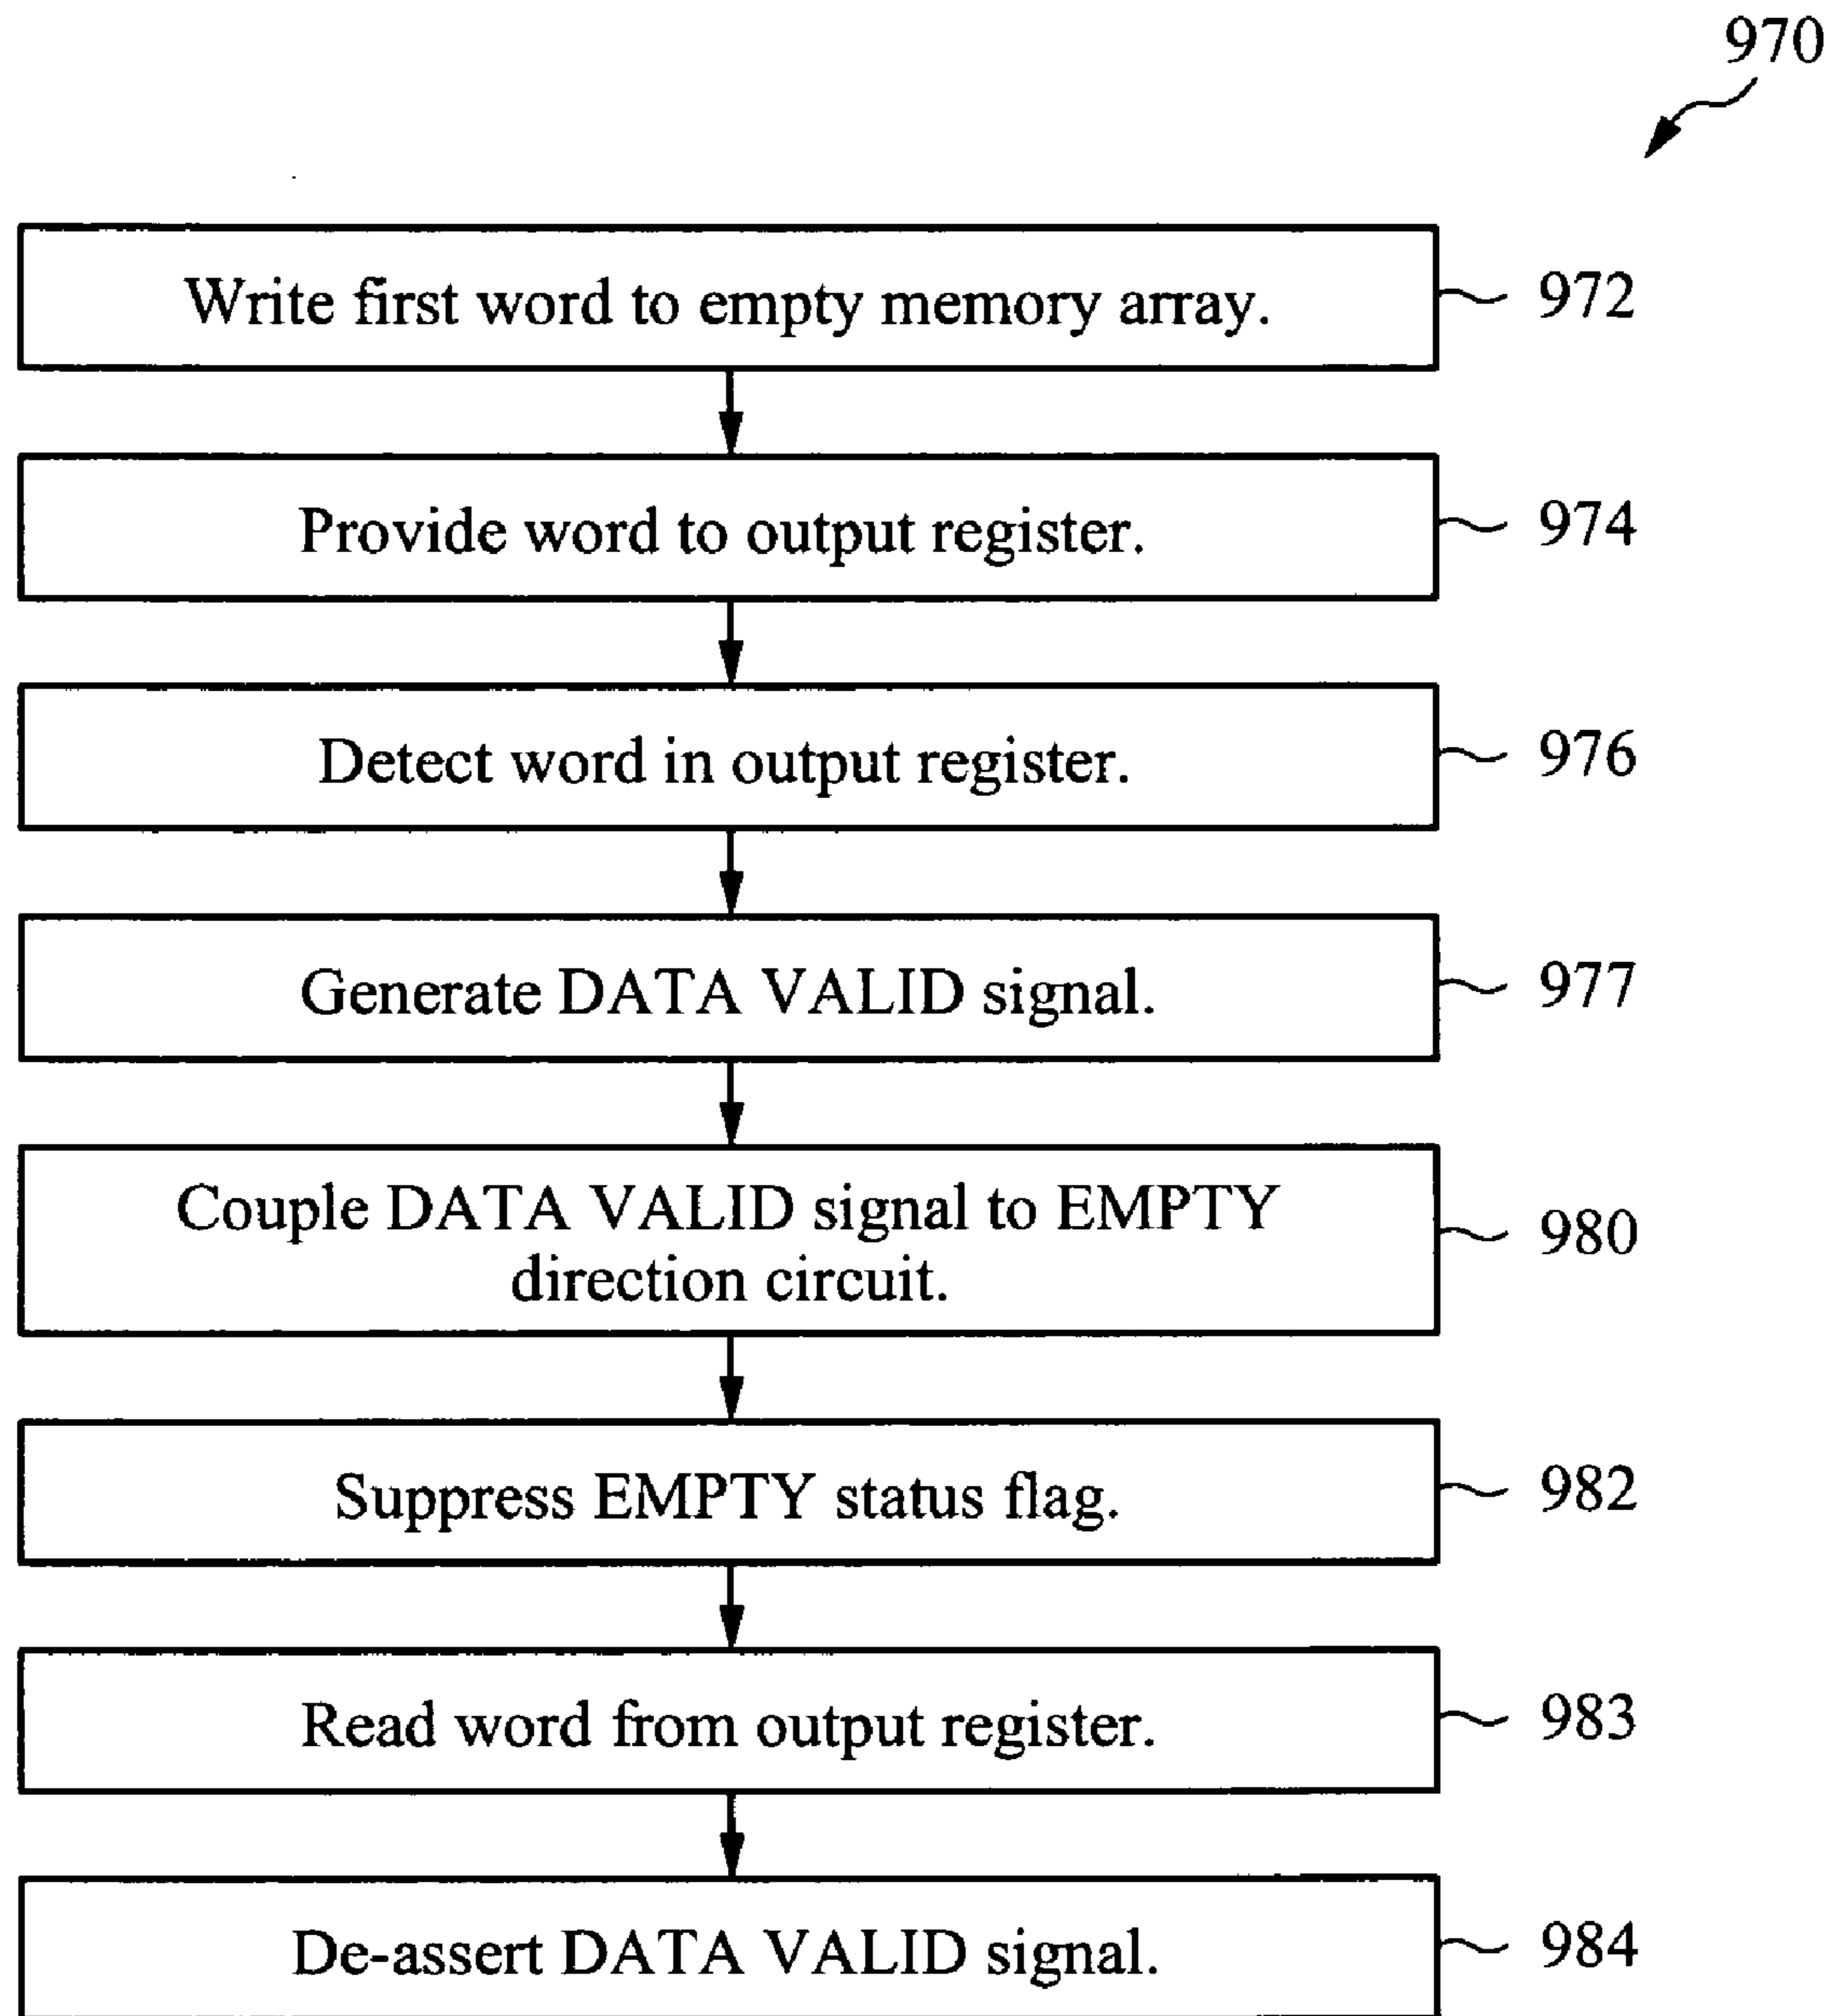 970
Write first word to empty memory array.
972
Provide word to output register.
974
Detect word in output register.
976
Generate DATA VALID signal.
977
Couple DATA VALID signal to EMPTY
direction circuit.
980
Suppress EMPTY status flag.
982
Read word from output register.
983
De-assert DATA VALID signal.
984